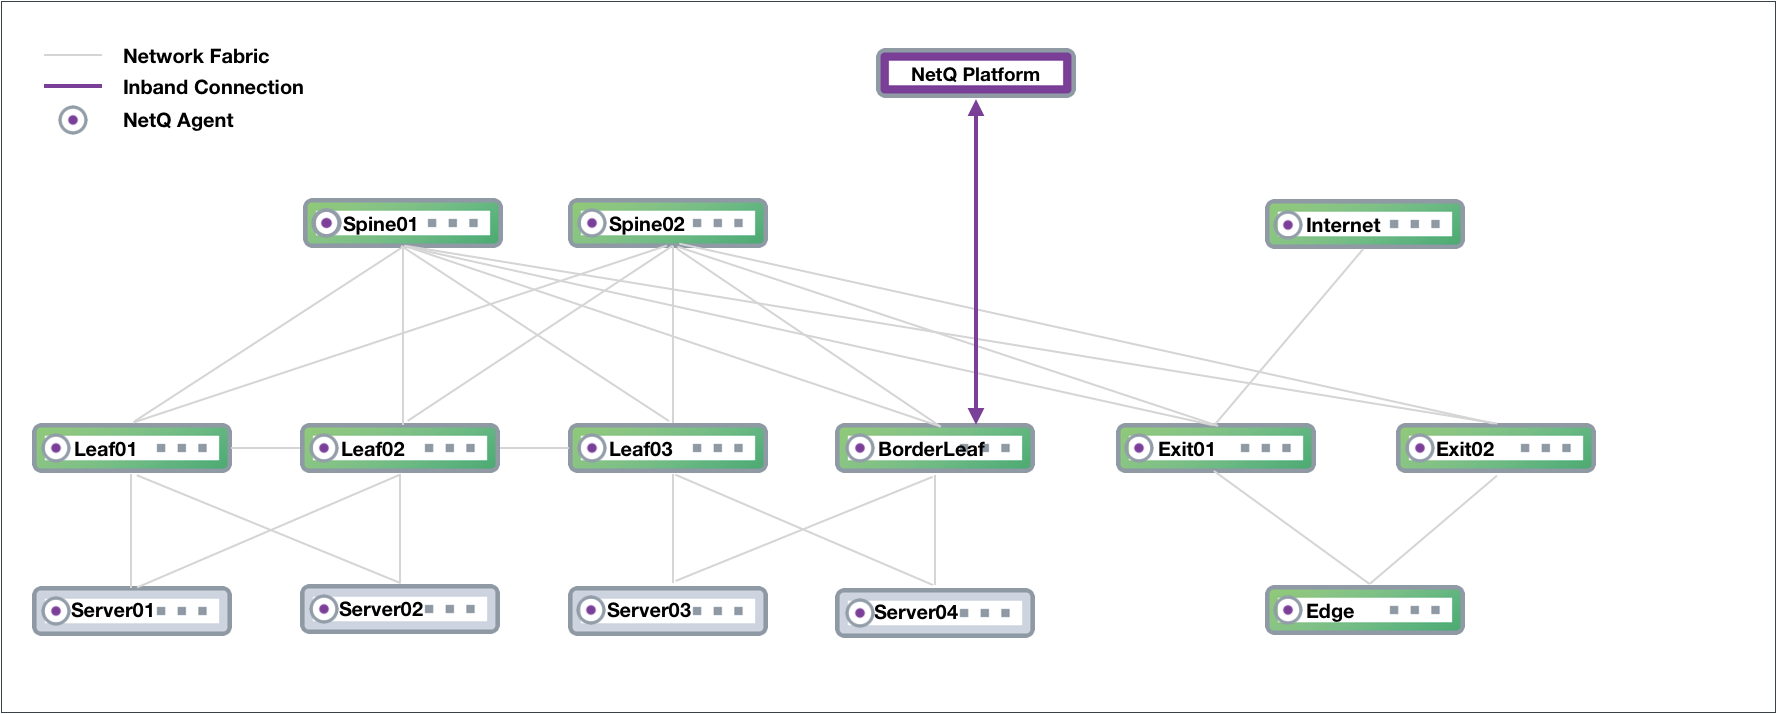 Network Fabric
Inband Connection
NetQ Agent
NetQ Platform
Spine01
Spine02
Internet
Leaf01
Leaf02
Leaf03
BorderLeaf
Exit01
Exit02
Server01
Server02
Server03
Server04
Edge